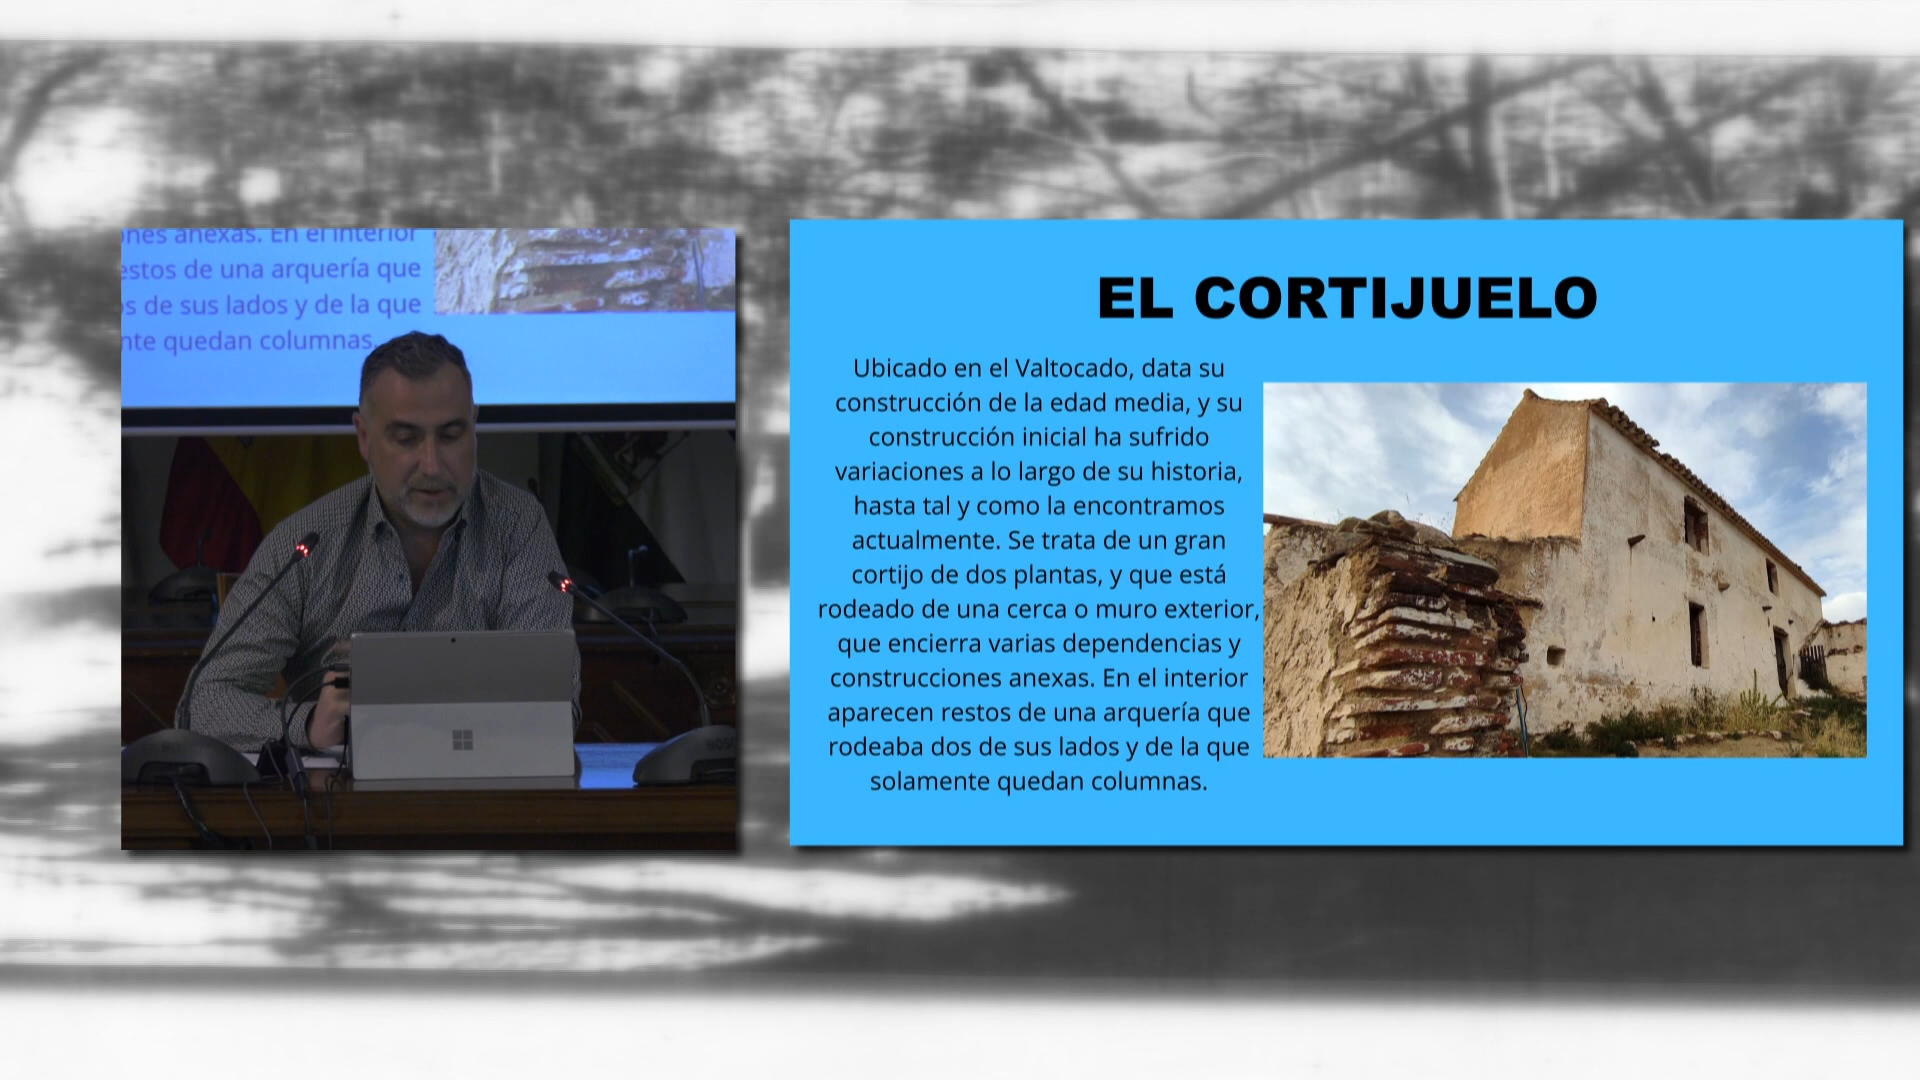 nes anexas. En el interior
estos de una arquería que
s de sus lados y de la que
nte quedan columnas.
EL CORTIJUELO
Ubicado en el Valtocado, data su
construcción de la edad media, y su
construcción inicial ha sufrido
variaciones a lo largo de su historia,
hasta tal y como la encontramos
actualmente. Se trata de un gran
cortijo de dos plantas, y que está
rodeado de una cerca o muro exterior,
que encierra varias dependencias y
construcciones anexas. En el interior
aparecen restos de una arquería que
rodeaba dos de sus lados y de la que
solamente quedan columnas.